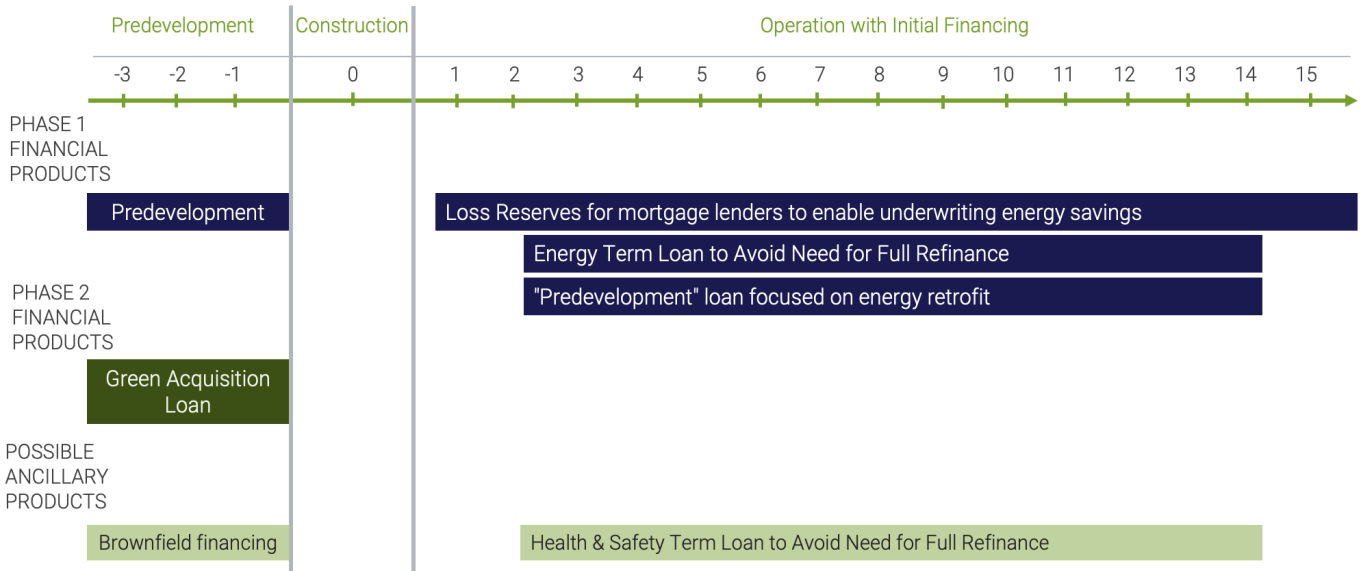 Predevelopment
Construction
Operation with Initial Financing
-3 -2 -1 0 1 2 3 4 5 6 7 8 9 10 11 12 13 14 15
PHASE 1
FINANCIAL
PRODUCTS
Predevelopment
Loss Reserves for mortgage lenders to enable underwriting energy savings
Energy Term Loan to Avoid Need for Full Refinance
"Predevelopment" loan focused on energy retrofit
PHASE 2
FINANCIAL
PRODUCTS
Green Acquisition
Loan
POSSIBLE
ANCILLARY
PRODUCTS
Brownfield financing
Health & Safety Term Loan to Avoid Need for Full Refinance